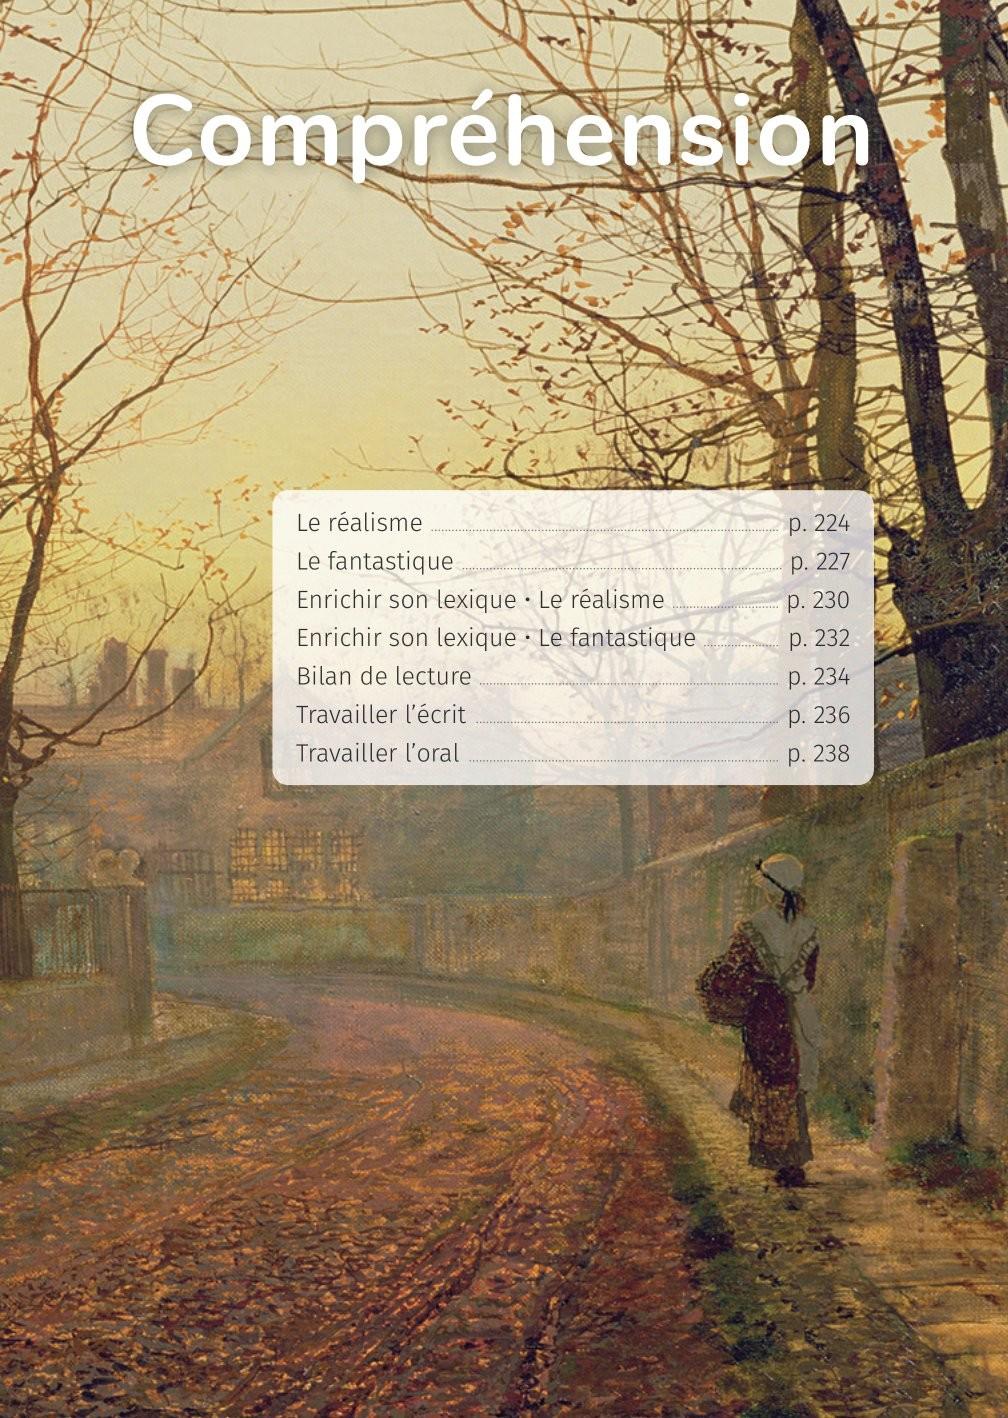 Compréhension
Le réalisme p. 224
Le fantastique p. 227
Enrichir son lexique • Le réalisme p. 230
Enrichir son lexique • Le fantastique p. 232
Bilan de lecture p. 234
Travailler l’écrit p. 236
Travailler l’oral p. 238